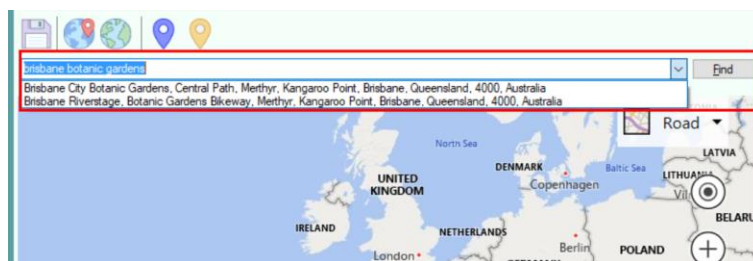 brisbane botanic gardens
Find
Brisbane City Botanic Gardens, Central Path, Merthyr, Kangaroo Point, Brisbane, Queensland, 4000, Australia
Brisbane Riverstage, Botanic Gardens Bikeway, Merthyr, Kangaroo Point, Brisbane, Queensland, 4000, Australia
Road
North Sea
LATVIA
DENMARK
Baltic Sea
UNITED
KINGDOM
Copenhagen
IRELAND
NETHERLANDS
London
Berlin
POLAND